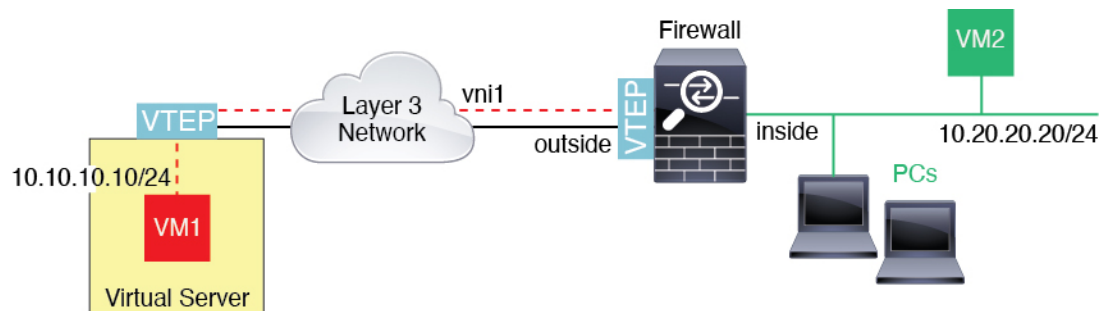 Firewall
VM2
VTEP
Layer 3
Network
vni1
outside
VTEP
inside
10.20.20.20/24
10.10.10.10/24
VM1
PCs
Virtual Server